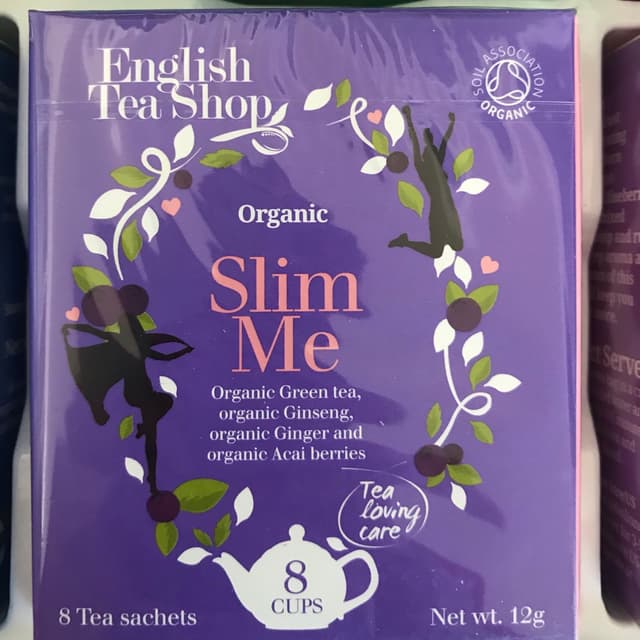 English
Tea Shop
SOIL ASSOCIATION
ORGANIC
Organic
Slim
Me
Organic Green tea,
organic Ginseng,
organic Ginger and
organic Acai berries
Tea
loving
care
8
CUPS
8 Tea sachets
Net wt. 12g